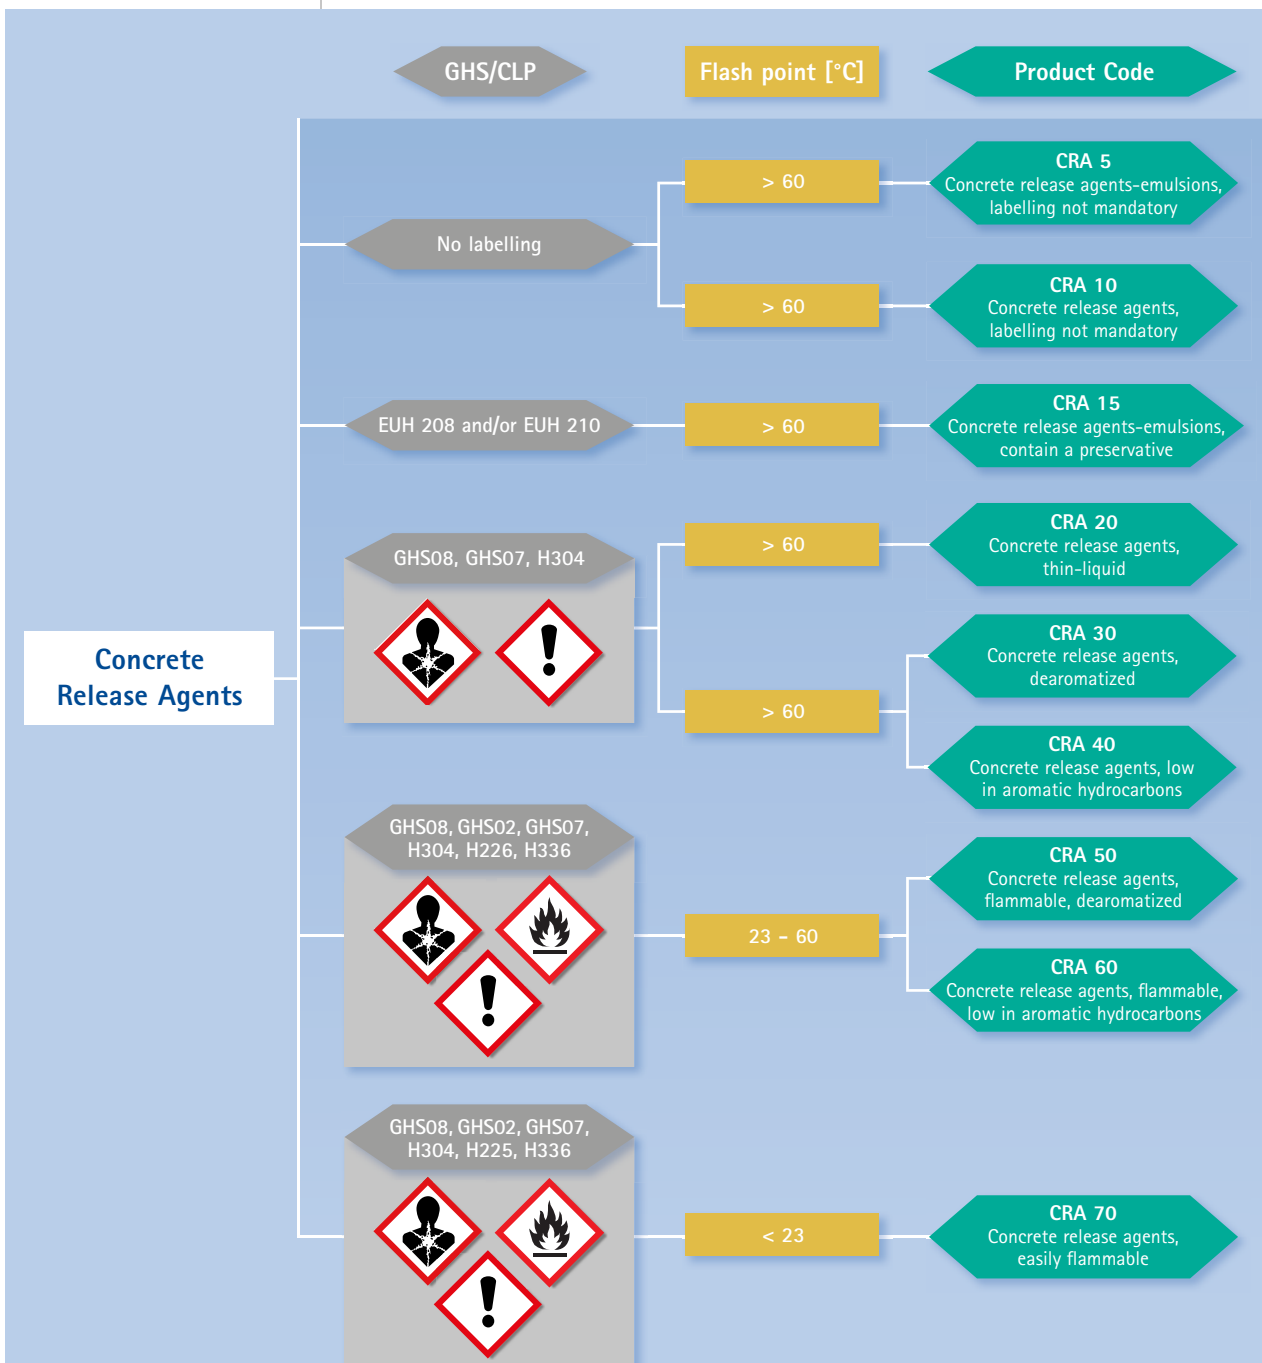 GHS/CLP
Flash point [°C]
Product Code
Concrete
Release Agents
No labelling
> 60
CRA 5
Concrete release agents-emulsions,
labelling not mandatory
> 60
CRA 10
Concrete release agents,
labelling not mandatory
EUH 208 and/or EUH 210
> 60
CRA 15
Concrete release agents-emulsions,
contain a preservative
GHS08, GHS07, H304
> 60
CRA 20
Concrete release agents,
thin-liquid
> 60
CRA 30
Concrete release agents,
dearomatized
CRA 40
Concrete release agents, low
in aromatic hydrocarbons
GHS08, GHS02, GHS07,
H304, H226, H336
23 - 60
CRA 50
Concrete release agents,
flammable, dearomatized
CRA 60
Concrete release agents, flammable,
low in aromatic hydrocarbons
GHS08, GHS02, GHS07,
H304, H225, H336
< 23
CRA 70
Concrete release agents,
easily flammable